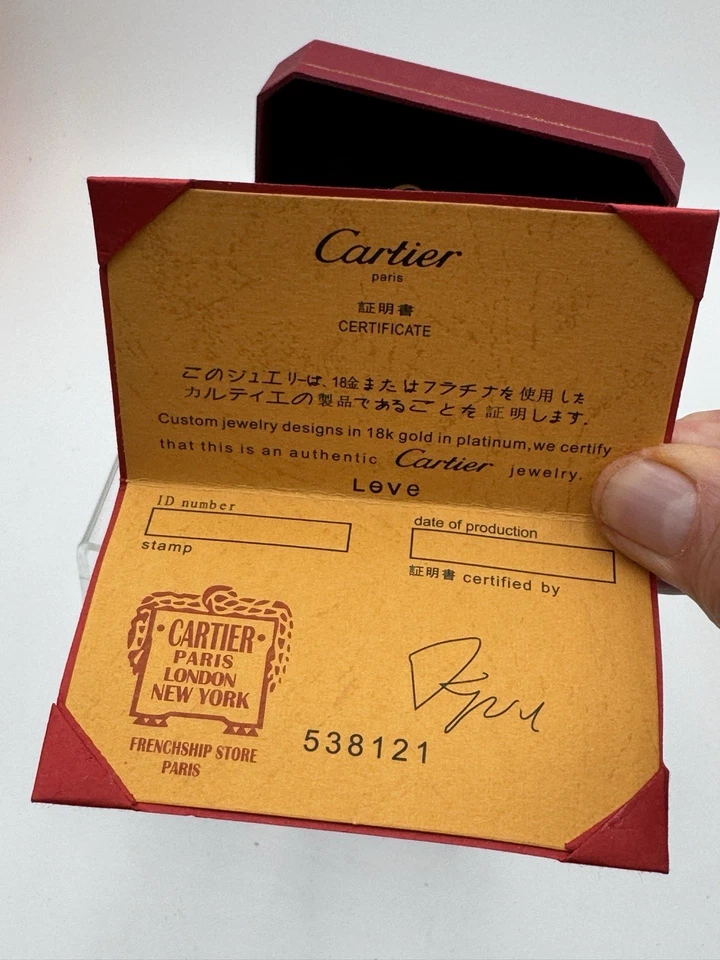 Cartier
paris
証明書
CERTIFICATE
このジュエリーは、18金またはフラチナを使用した
カルティエの製品であるごとを証明します。
Custom jewelry designs in 18k gold in platinum,we certify
that this is an authentic Cartier jewelry.
Love
ID number
date of production
stamp
証明書 certified by
CARTIER
PARIS
LONDON
NEW YORK
FRENCHSHIP STORE
PARIS
538121